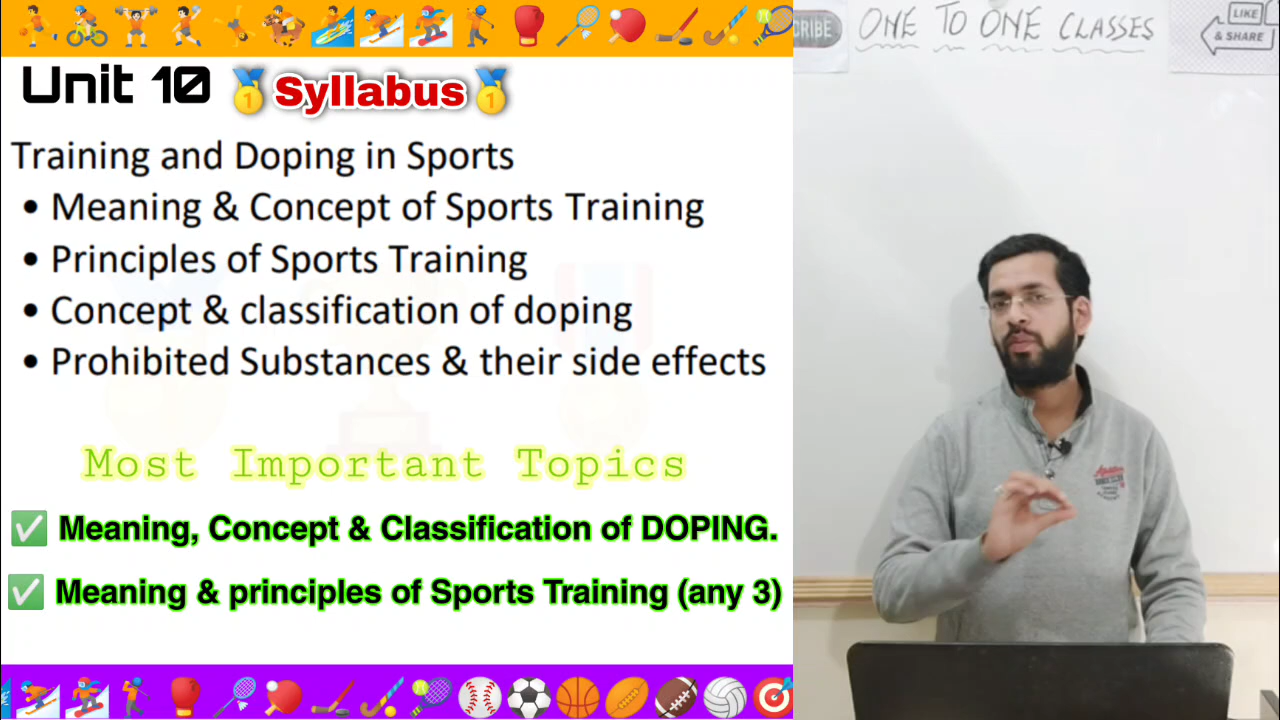 Unit 10
Syllabus
Training and Doping in Sports
• Meaning & Concept of Sports Training
• Principles of Sports Training
• Concept & classification of doping
• Prohibited Substances & their side effects
Most Important Topics
✅ Meaning, Concept & Classification of DOPING.
✅ Meaning & principles of Sports Training (any 3)
CRIBE
ONE TO ONE CLASSES
LIKE
& SHARE